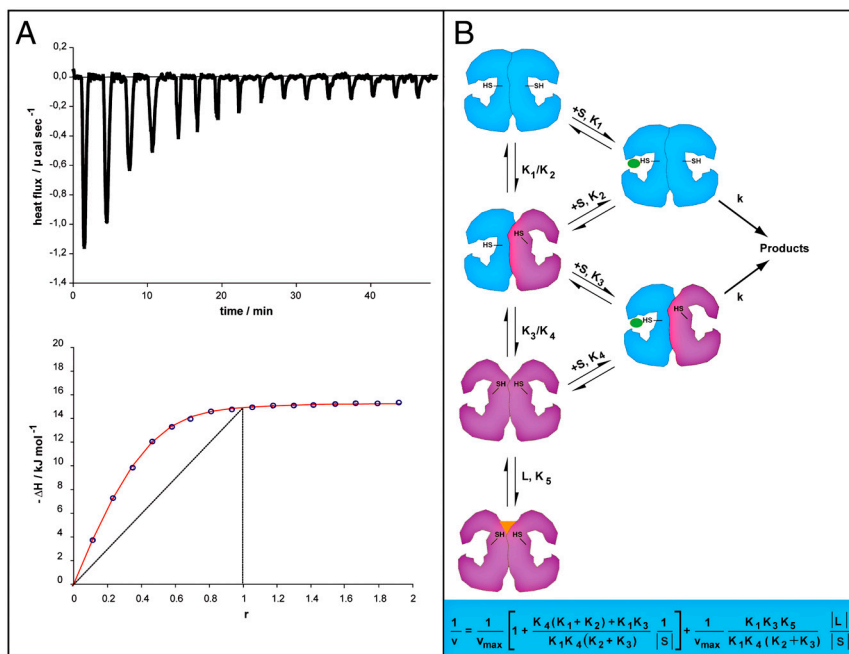 A
0,2
0,0
-0,2
-0,4
-0,6
-0,8
-1,0
-1,2
-1,4
heat flux / µ cal sec -1
0 10 20 30 40
time / min
20
18
16
14
12
10
8
6
4
2
0
- ΔH / kJ mol -1
0 0.2 0.4 0.6 0.8 1 1.2 1.4 1.6 1.8 2
r
B
HS SH
+S, K1
HS SH
K1/K2
+S, K2
k
HS HS
Products
+S, K3
k
HS HS
K3/K4
+S, K4
SH HS
L, K5
SH HS
1/v = 1/vmax [1 + K4(K1+K2)+K1K3 / K1K4(K2+K3) 1/|S|] + 1/vmax K1K3K5 / K1K4(K2+K3) |L|/|S|